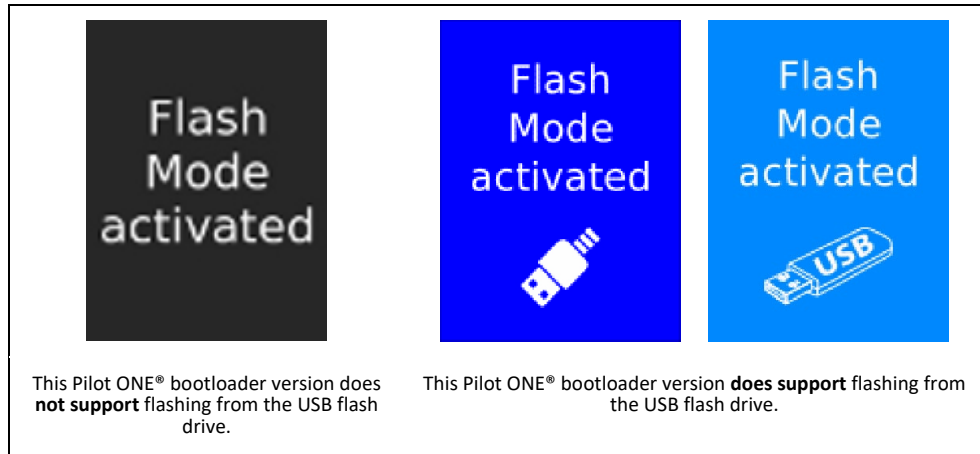 Flash
Mode
activated
Flash
Mode
activated
Flash
Mode
activated
USB
This Pilot ONE® bootloader version does
not support flashing from the USB flash
drive.
This Pilot ONE® bootloader version does support flashing from
the USB flash drive.